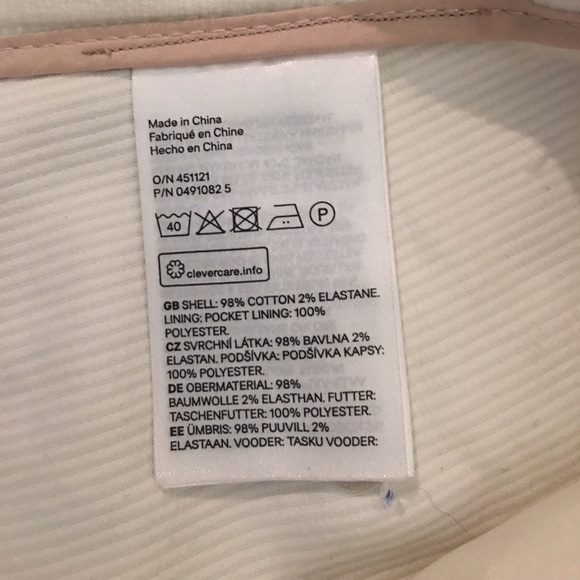 Made in China
Fabriqué en Chine
Hecho en China
O/N 451121
P/N 0491082 5
40 P
clevercare.info
GB SHELL: 98% COTTON 2% ELASTANE.
LINING: POCKET LINING: 100%
POLYESTER.
CZ SVRCHNÍ LÁTKA: 98% BAVLNA 2%
ELASTAN. PODŠÍVKA: PODŠÍVKA KAPSY:
100% POLYESTER.
DE OBERMATERIAL: 98%
BAUMWOLLE 2% ELASTHAN. FUTTER:
TASCHENFUTTER: 100% POLYESTER.
EE ÜMBRIS: 98% PUUVILL 2%
ELASTAAN. VOODER: TASKU VOODER: